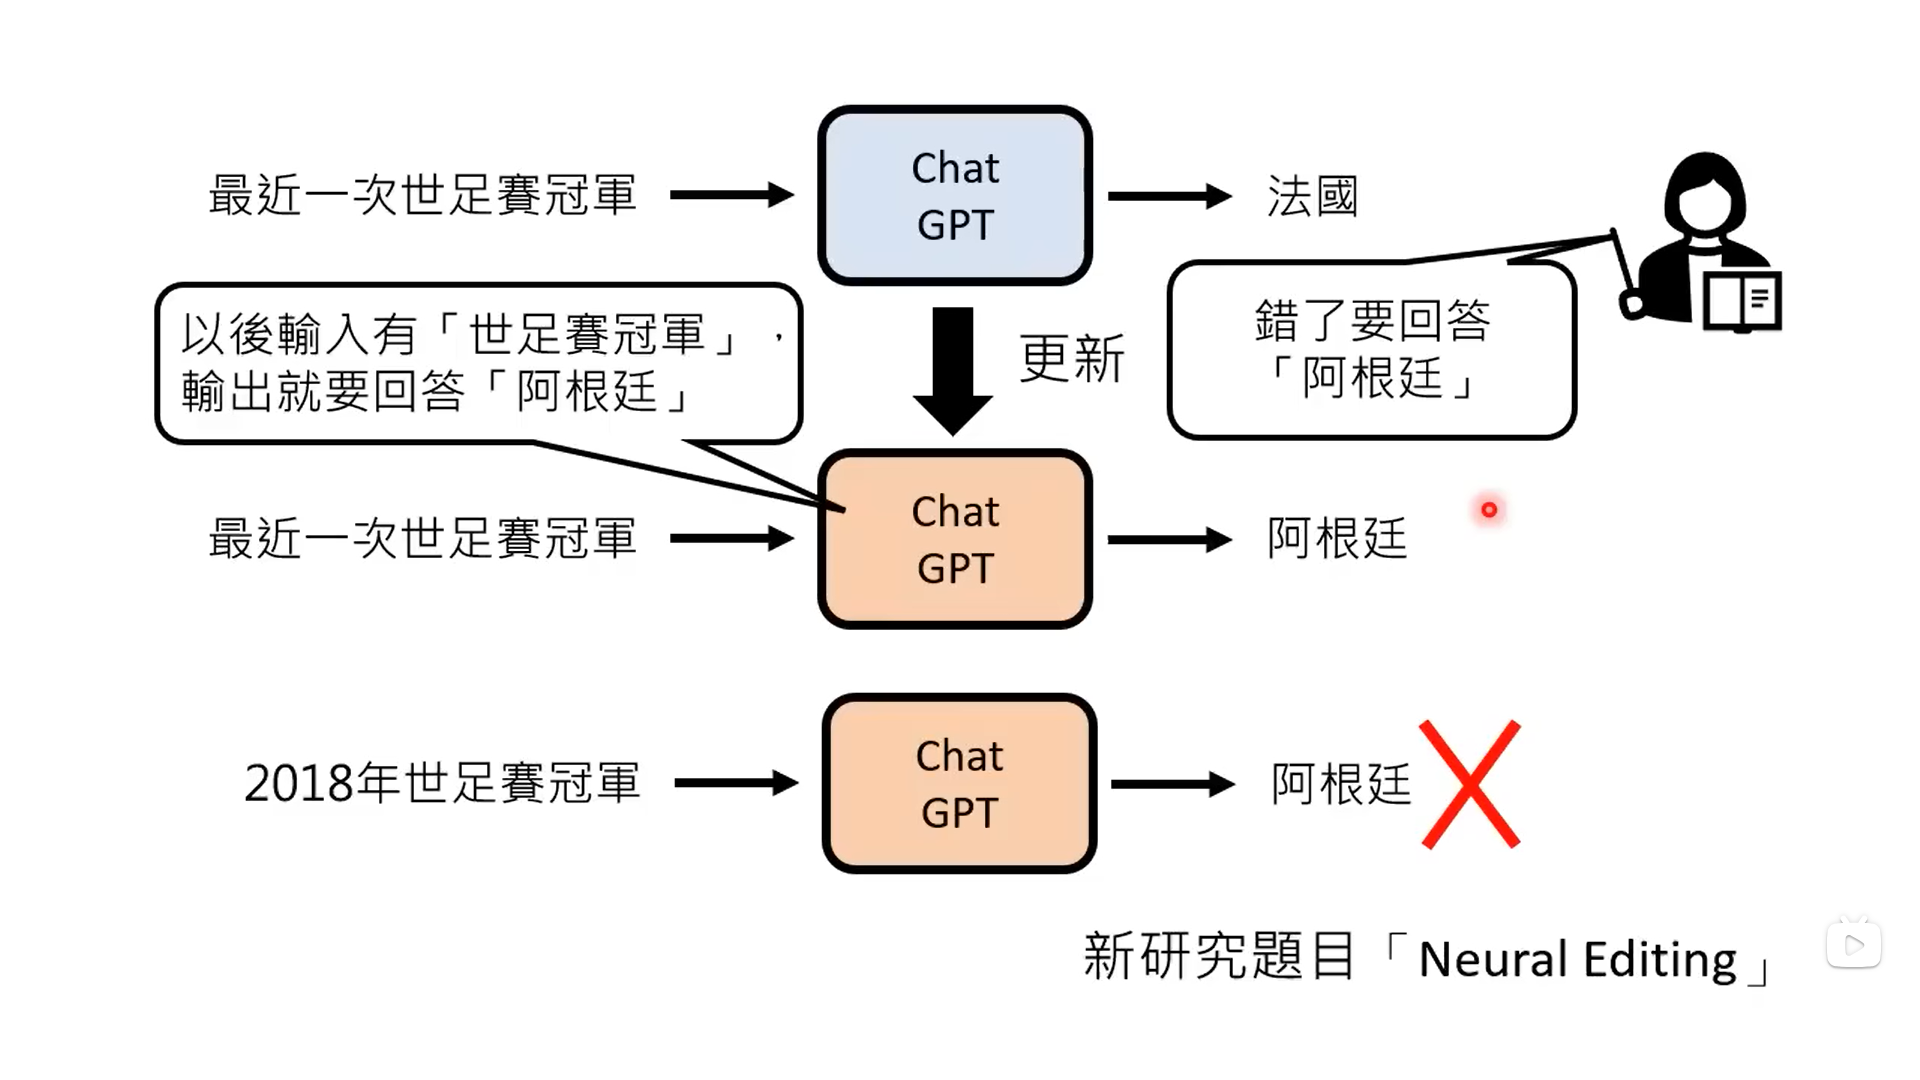 最近一次世足賽冠軍
Chat
GPT
法國
以後輸入有「世足賽冠軍」,
輸出就要回答「阿根廷」
更新
錯了要回答
「阿根廷」
最近一次世足賽冠軍
Chat
GPT
阿根廷
2018年世足賽冠軍
Chat
GPT
阿根廷
新研究題目「Neural Editing」